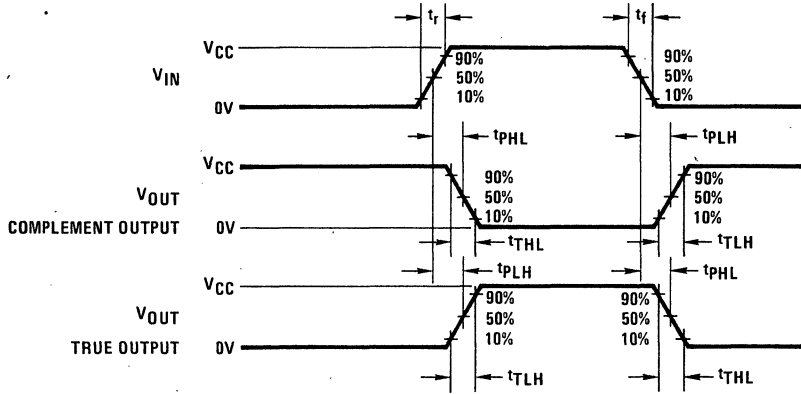 tr tf
VCC
90% 90%
VIN 50% 50%
10% 10%
0V
tPHL tPLH
VCC
90% 90%
VOUT 50% 50%
COMPLEMENT OUTPUT 0V 10% 10%
tTHL tTLH
tPLH tPHL
VCC
90% 90%
VOUT 50% 50%
10% 10%
TRUE OUTPUT 0V
tTLH tTHL